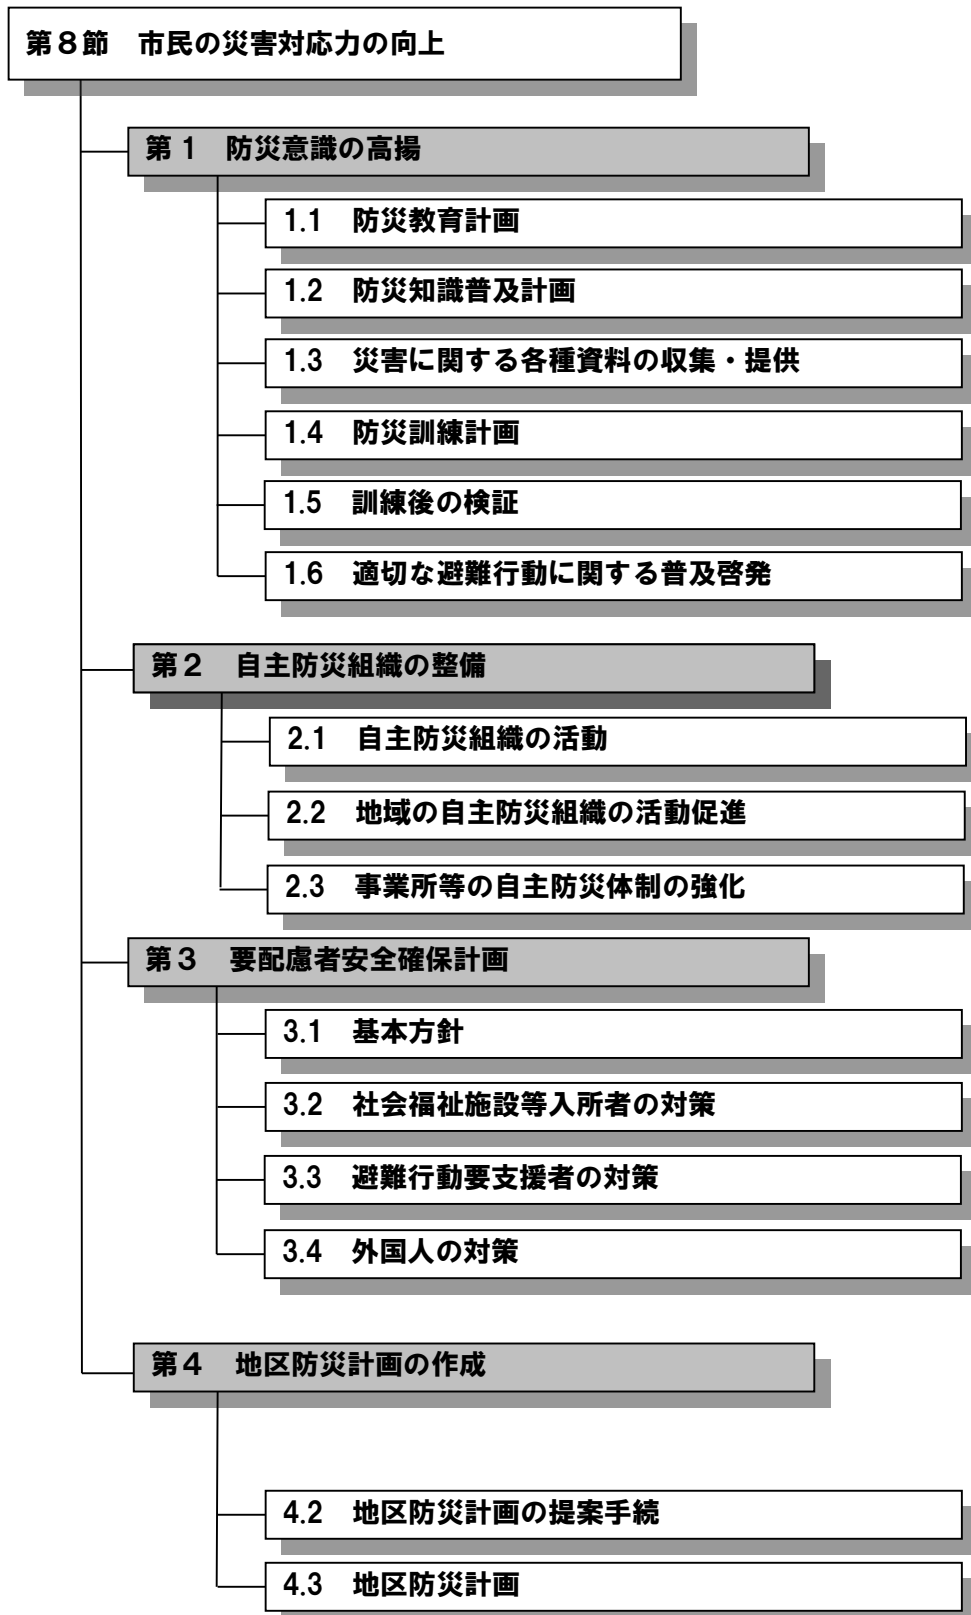 第８節　市民の災害対応力の向上
第１　防災意識の高揚
1.1　防災教育計画
1.2　防災知識普及計画
1.3　災害に関する各種資料の収集・提供
1.4　防災訓練計画
1.5　訓練後の検証
1.6　適切な避難行動に関する普及啓発
第２　自主防災組織の整備
2.1　自主防災組織の活動
2.2　地域の自主防災組織の活動促進
2.3　事業所等の自主防災体制の強化
第３　要配慮者安全確保計画
3.1　基本方針
3.2　社会福祉施設等入所者の対策
3.3　避難行動要支援者の対策
3.4　外国人の対策
第４　地区防災計画の作成
4.2　地区防災計画の提案手続
4.3　地区防災計画